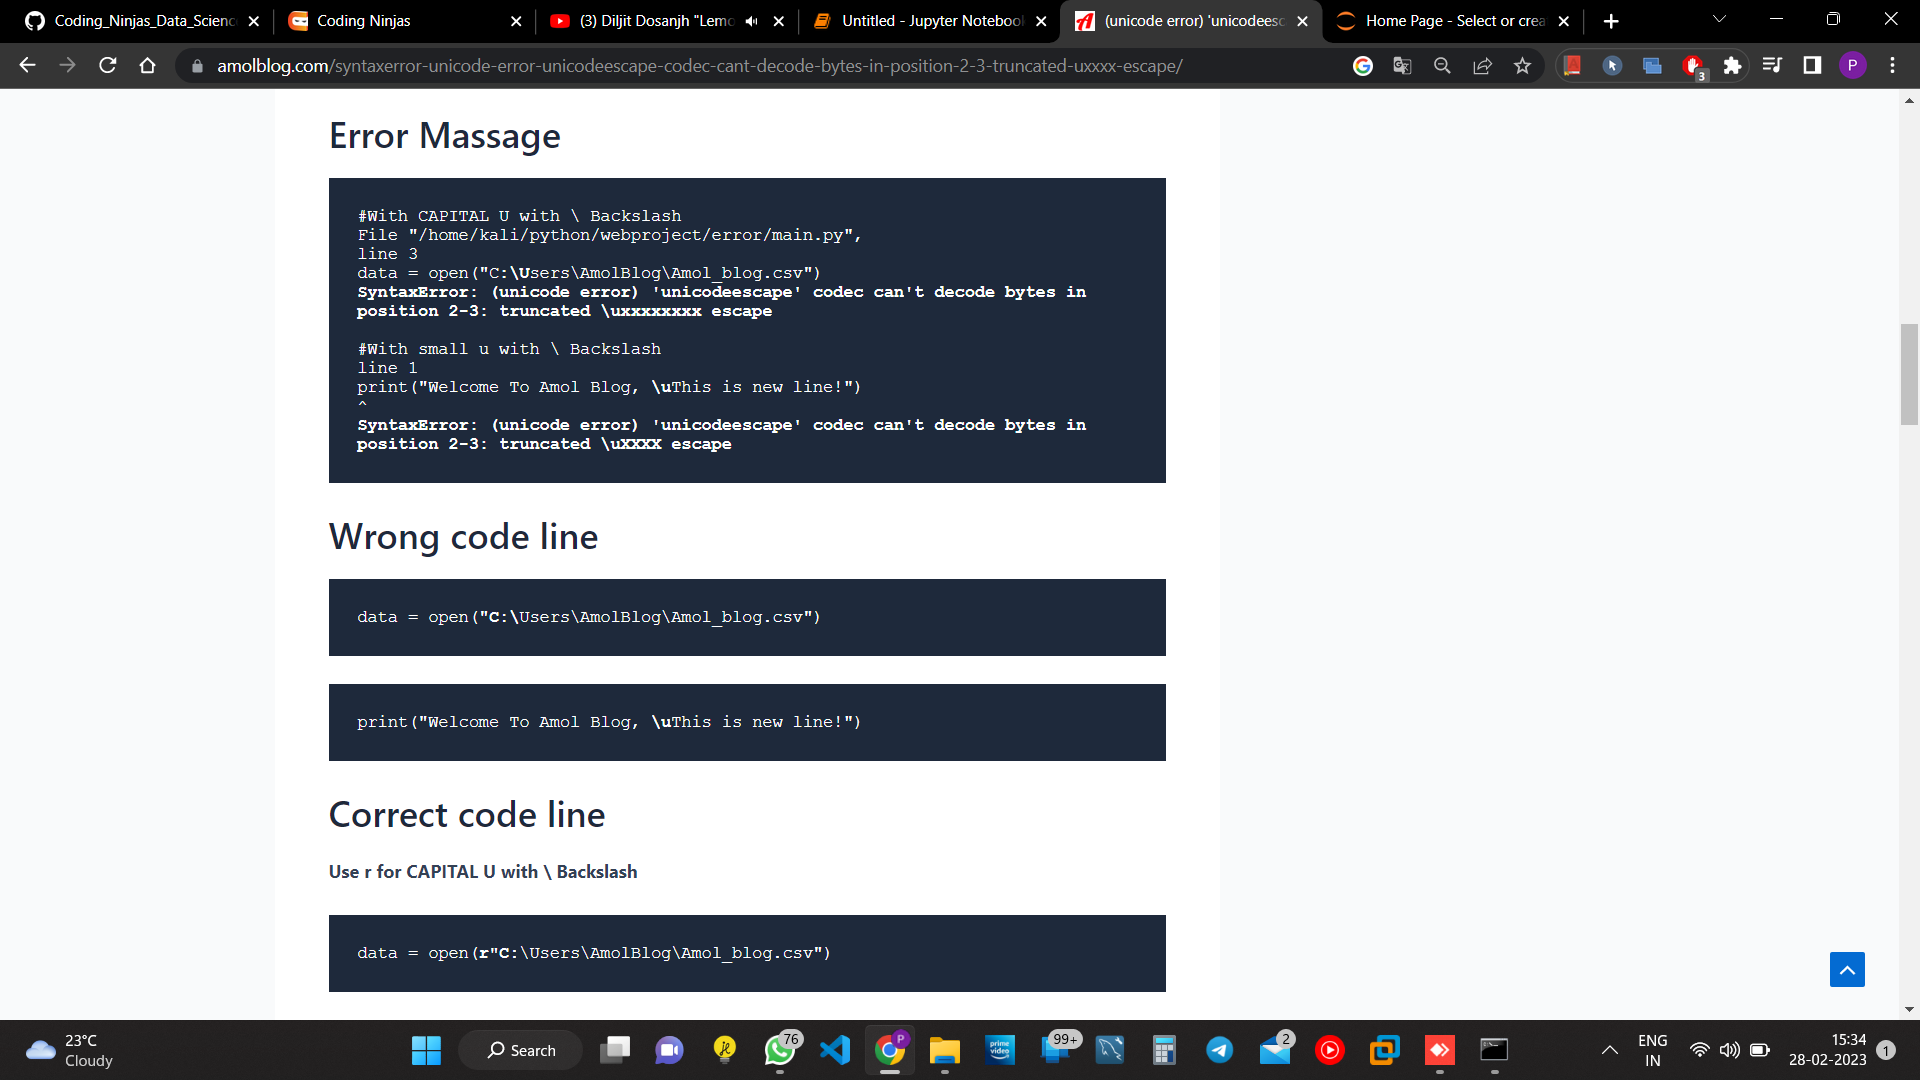 Coding_Ninjas_Data_Scienc
Coding Ninjas
(3) Diljit Dosanjh "Lemo
Untitled - Jupyter Notebook
(unicode error) 'unicodeesc
Home Page - Select or crea
amolblog.com/syntaxerror-unicode-error-unicodeescape-codec-cant-decode-bytes-in-position-2-3-truncated-uxxxx-escape/
3
P
Error Massage
#With CAPITAL U with \ Backslash
File "/home/kali/python/webproject/error/main.py",
line 3
data = open("C:\Users\AmolBlog\Amol_blog.csv")
SyntaxError: (unicode error) 'unicodeescape' codec can't decode bytes in
position 2-3: truncated \uxxxxxxxx escape
#With small u with \ Backslash
line 1
print("Welcome To Amol Blog, \uThis is new line!")
^
SyntaxError: (unicode error) 'unicodeescape' codec can't decode bytes in
position 2-3: truncated \uXXXX escape
Wrong code line
data = open("C:\Users\AmolBlog\Amol_blog.csv")
print("Welcome To Amol Blog, \uThis is new line!")
Correct code line
Use r for CAPITAL U with \ Backslash
data = open(r"C:\Users\AmolBlog\Amol_blog.csv")
23°C
Cloudy
Search
76
P
prime video
99+
2
ENG
IN
15:34
28-02-2023
1